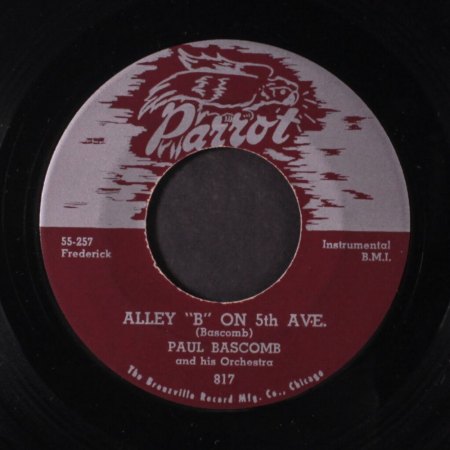 Parrot
55-257
Frederick
Instrumental
B.M.I.
ALLEY "B" ON 5th AVE.
(Bascomb)
PAUL BASCOMB
and his Orchestra
817
The Bronzville Record Mfg. Co., Chicago